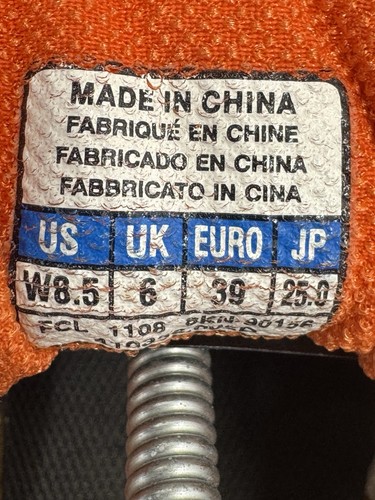 MADE IN CHINA
FABRIQUÉ EN CHINE
FABRICADO EN CHINA
FABBRICATO IN CINA
US UK EURO JP
W8.5 6 39 25.0
FCL 1108